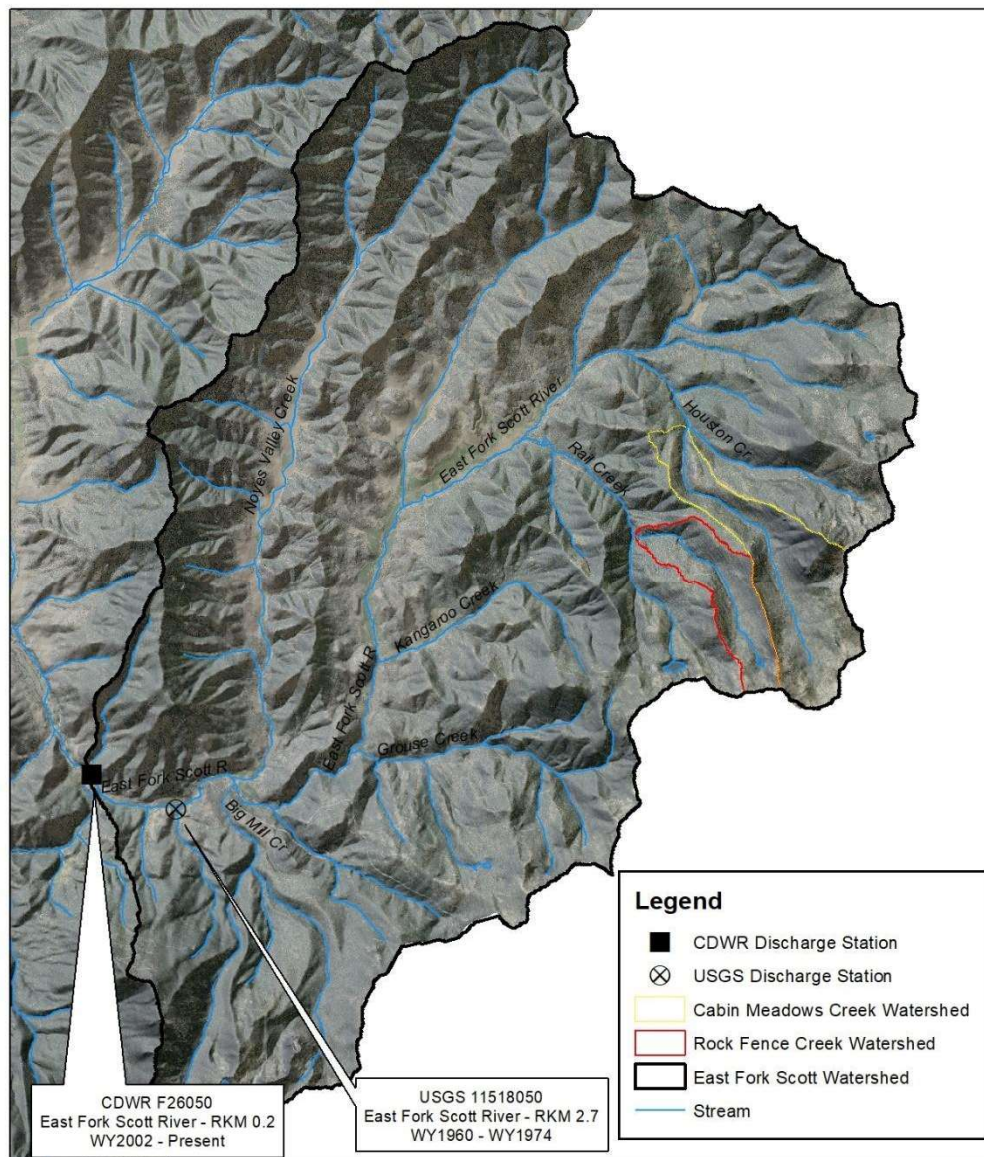 Noyes Valley Creek
East Fork Scott River
Houston Cr
Rail Creek
Kangaroo Creek
East Fork Scott R
Grouse Creek
East Fork Scott R
Big Mill Cr
Legend
CDWR Discharge Station
USGS Discharge Station
Cabin Meadows Creek Watershed
Rock Fence Creek Watershed
East Fork Scott Watershed
Stream
CDWR F26050
East Fork Scott River - RKM 0.2
WY2002 - Present
USGS 11518050
East Fork Scott River - RKM 2.7
WY1960 - WY1974